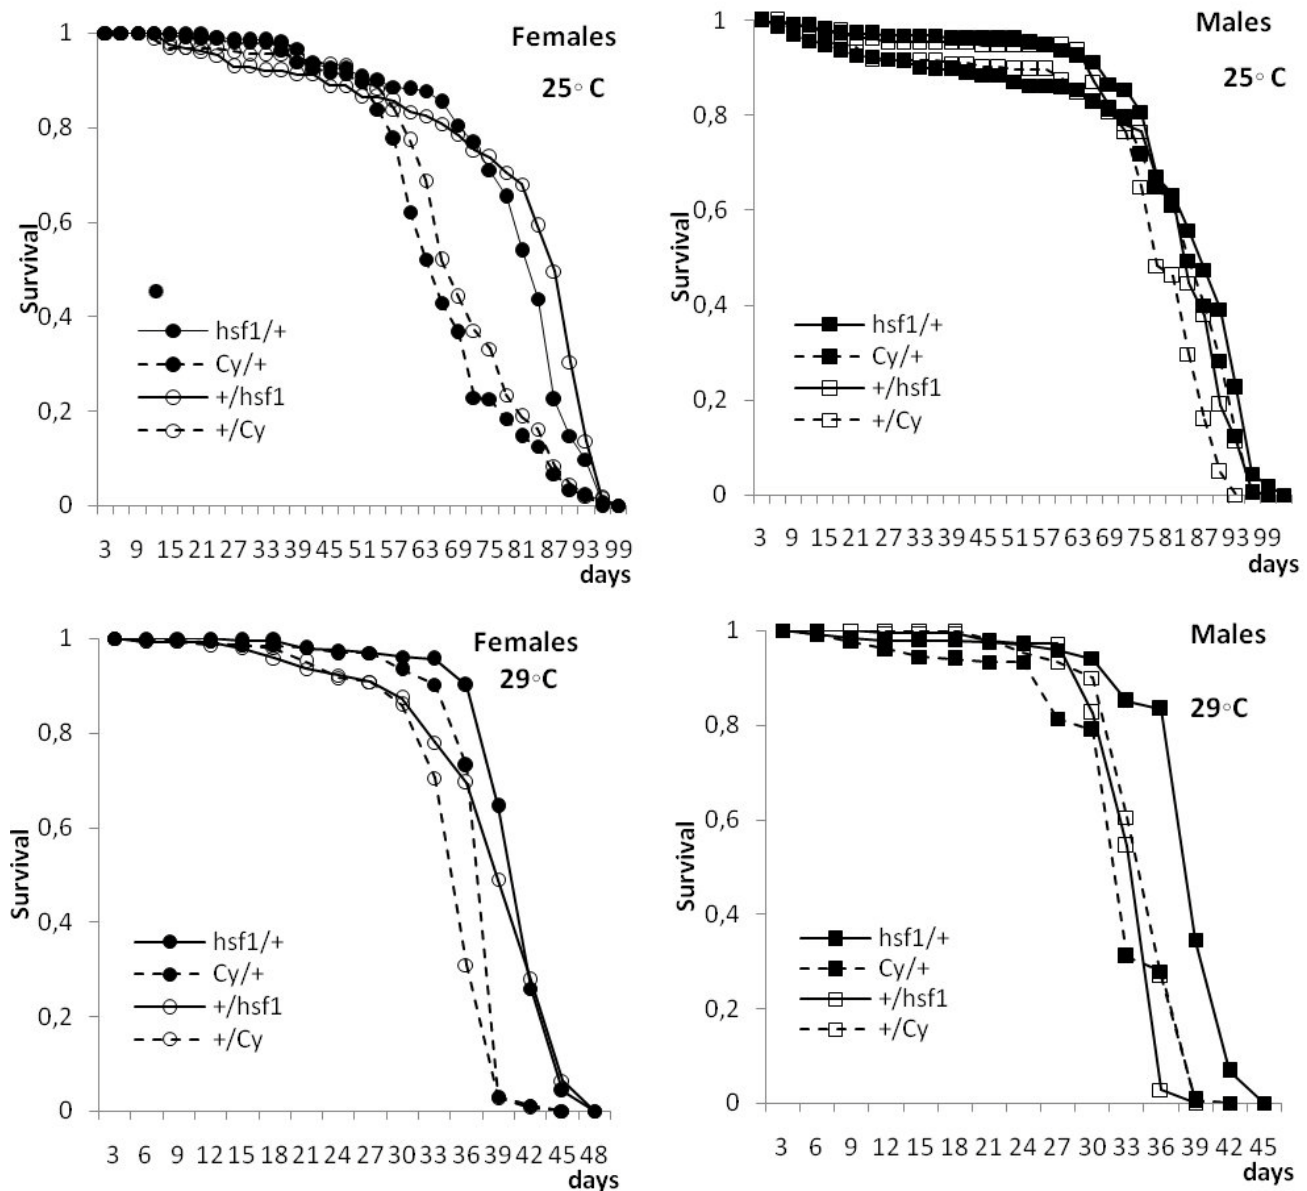 Females
25◦ C
1
0,8
0,6
0,4
0,2
0
Survival
hsf1/+
Cy/+
+/hsf1
+/Cy
3 9 15 21 27 33 39 45 51 57 63 69 75 81 87 93 99
days
Males
25◦ C
1
0,8
0,6
0,4
0,2
0
Survival
hsf1/+
Cy/+
+/hsf1
+/Cy
3 9 15 21 27 33 39 45 51 57 63 69 75 81 87 93 99
days
Females
29◦C
1
0,8
0,6
0,4
0,2
0
Survival
hsf1/+
Cy/+
+/hsf1
+/Cy
3 6 9 12 15 18 21 24 27 30 33 36 39 42 45 48
days
Males
29◦C
1
0,8
0,6
0,4
0,2
0
Survival
hsf1/+
Cy/+
+/hsf1
+/Cy
3 6 9 12 15 18 21 24 27 30 33 36 39 42 45
days